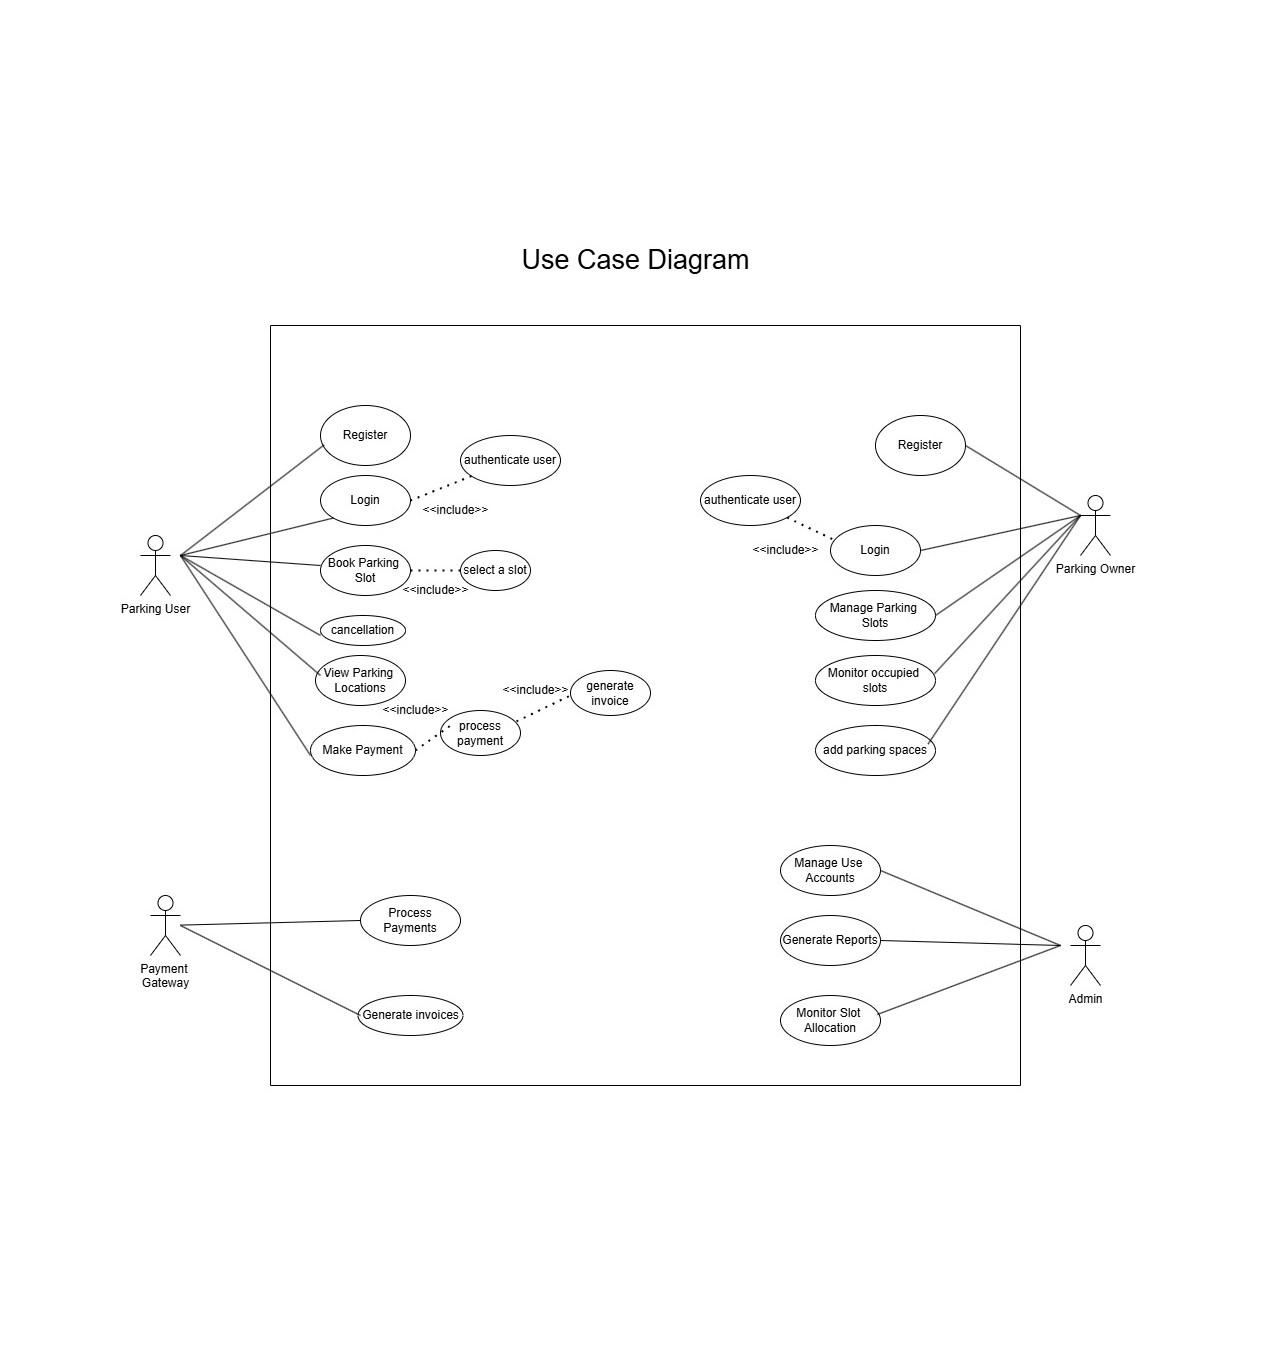 Use Case Diagram
Register
authenticate user
Login
<<include>>
Book Parking
Slot
select a slot
<<include>>
cancellation
View Parking
Locations
<<include>>
Make Payment
process
payment
<<include>>
generate
invoice
Parking User
Register
authenticate user
<<include>>
Login
Manage Parking
Slots
Monitor occupied
slots
add parking spaces
Parking Owner
Process
Payments
Generate invoices
Payment
Gateway
Manage Use
Accounts
Generate Reports
Monitor Slot
Allocation
Admin